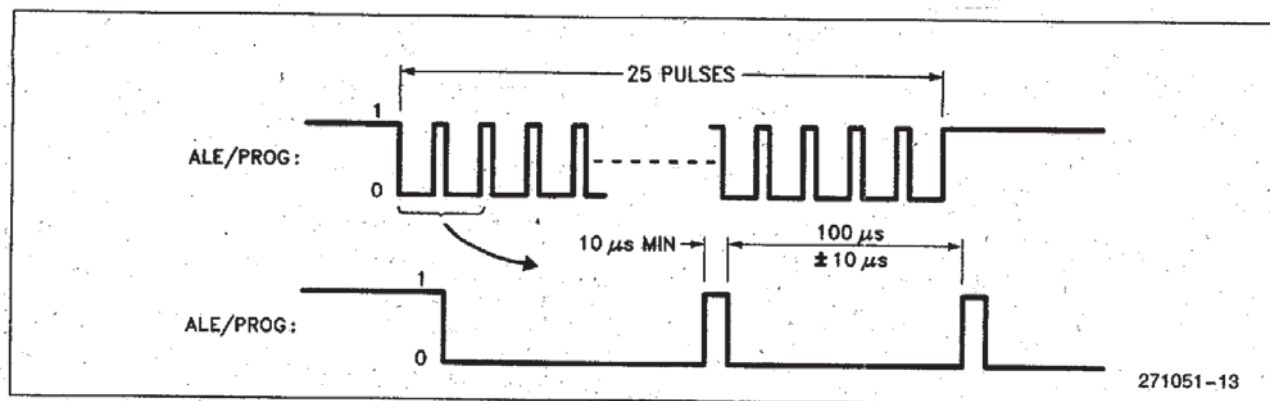 25 PULSES
1
ALE/PROG:
0
10 μs MIN
100 μs
±10 μs
1
ALE/PROG:
0
271051-13